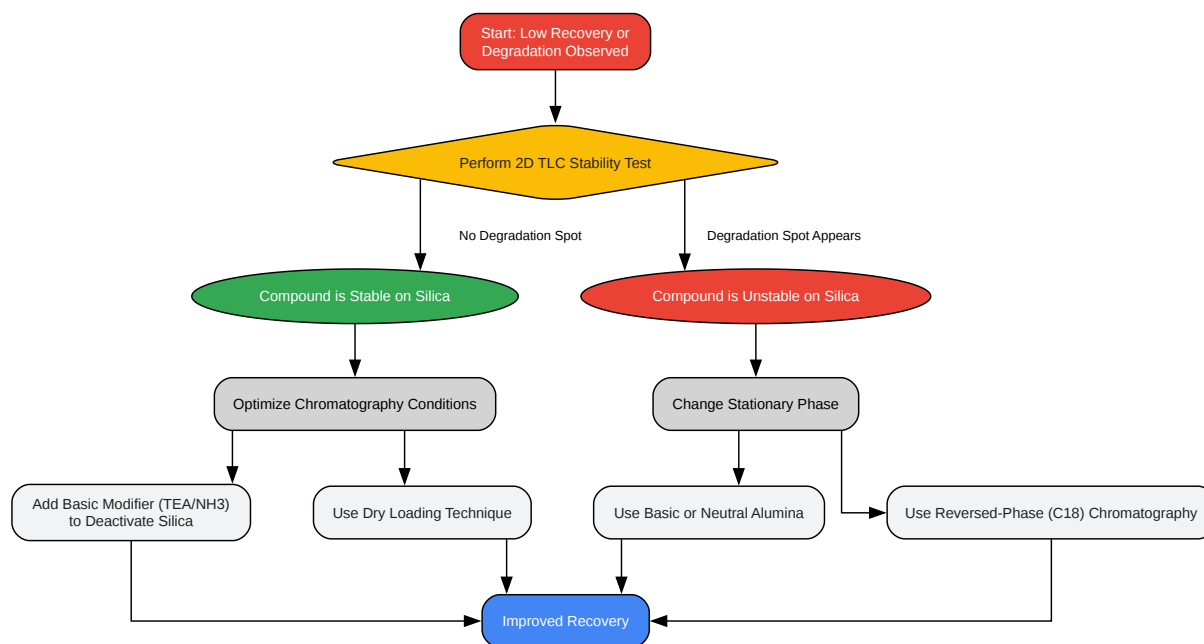 Start: Low Recovery or
Degradation Observed
Perform 2D TLC Stability Test
No Degradation Spot
Degradation Spot Appears
Compound is Stable on Silica
Compound is Unstable on Silica
Optimize Chromatography Conditions
Change Stationary Phase
Add Basic Modifier (TEA/NH3)
to Deactivate Silica
Use Dry Loading Technique
Use Basic or Neutral Alumina
Use Reversed-Phase (C18) Chromatography
Improved Recovery